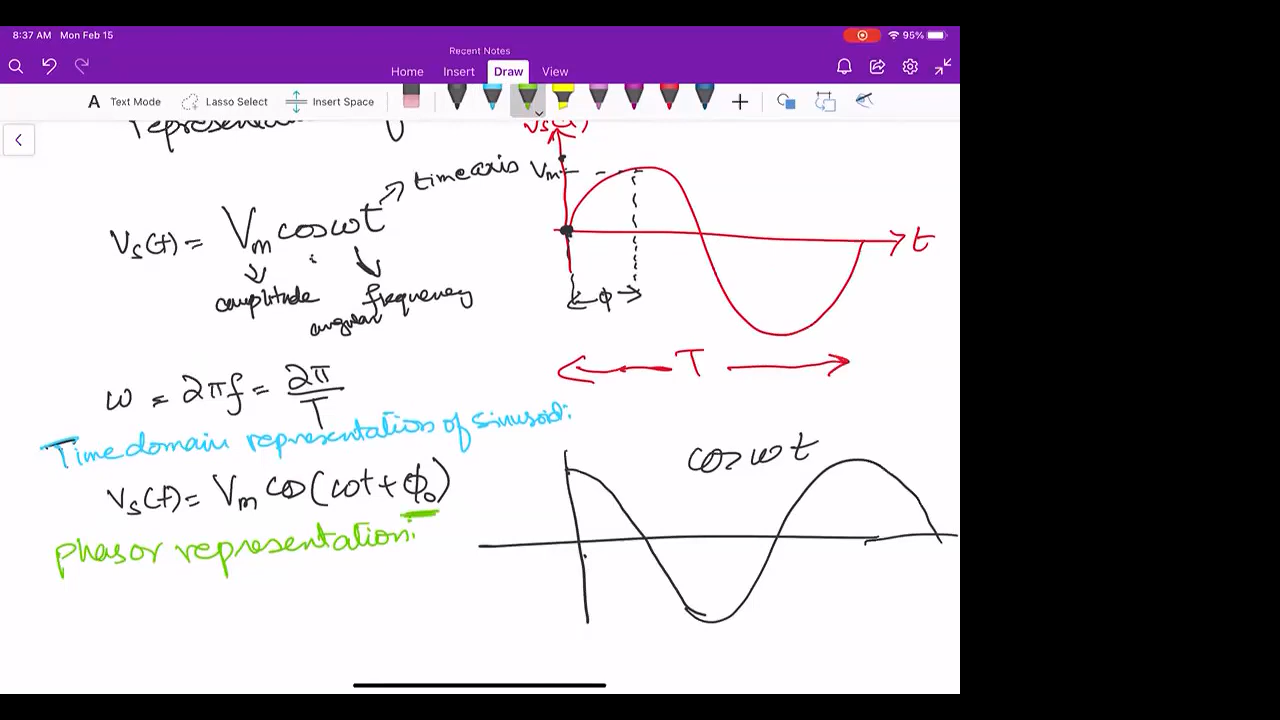 8:37 AM Mon Feb 15
95%
Recent Notes
Home Insert Draw View
A Text Mode Lasso Select Insert Space
Vm
time axis
Vs(t) = Vm cos ωt
t
amplitude
angular frequency
ϕ
T
ω = 2πf = 2π/T
Time domain representation of sinusoid:
cos ωt
Vs(t) = Vm cos(ωt + ϕ₀)
phasor representation: